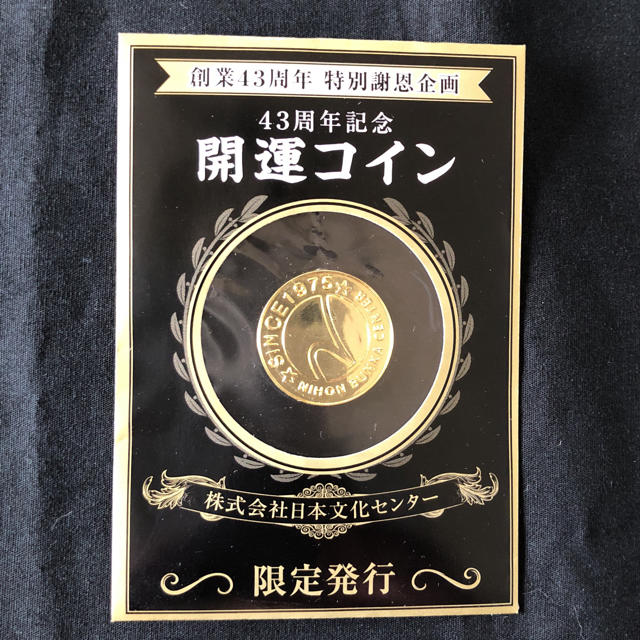 創業43周年 特別謝恩企画
43周年記念
開運コイン
SINCE1975
NIHON BUNKA CENTER
株式会社日本文化センター
限定発行